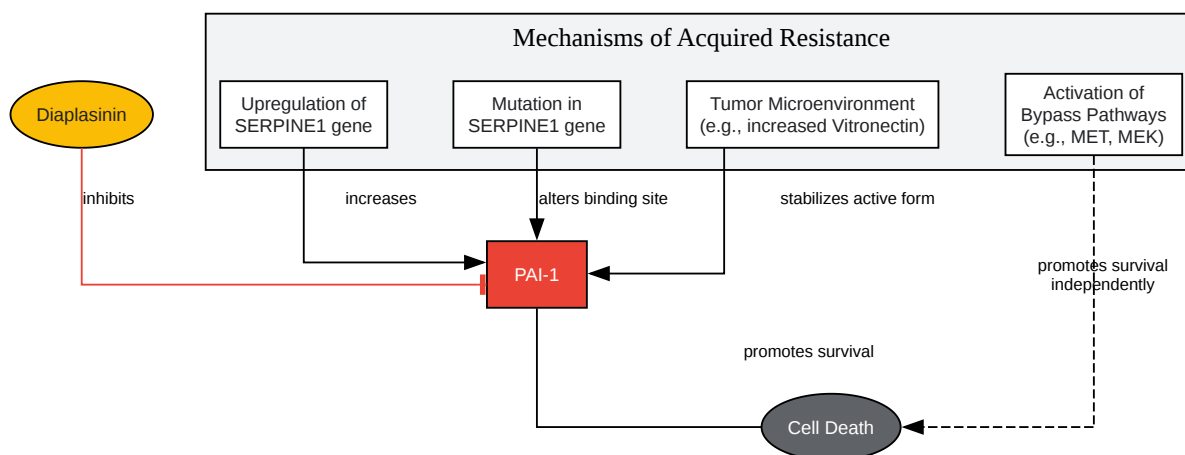 Mechanisms of Acquired Resistance
Diaplasinin
Upregulation of
SERPINE1 gene
Mutation in
SERPINE1 gene
Tumor Microenvironment
(e.g., increased Vitronectin)
Activation of
Bypass Pathways
(e.g., MET, MEK)
inhibits
increases
alters binding site
stabilizes active form
PAI-1
promotes survival
independently
promotes survival
Cell Death